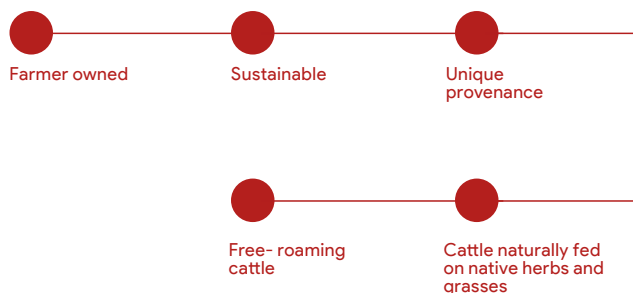 Farmer owned
Sustainable
Unique
provenance
Free- roaming
cattle
Cattle naturally fed
on native herbs and
grasses